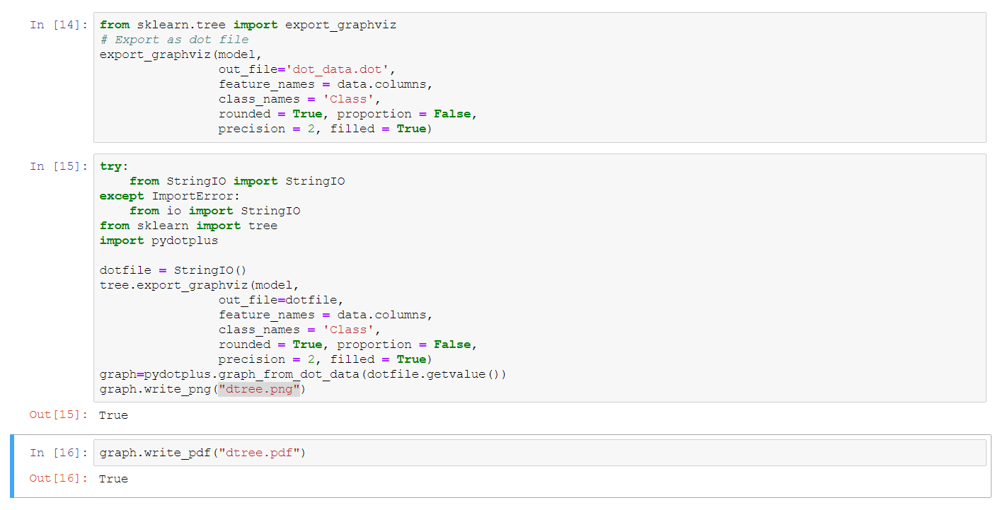 In [14]: from sklearn.tree import export_graphviz
# Export as dot file
export_graphviz(model,
                out_file='dot_data.dot',
                feature_names = data.columns,
                class_names = 'Class',
                rounded = True, proportion = False,
                precision = 2, filled = True)
In [15]: try:
    from StringIO import StringIO
except ImportError:
    from io import StringIO
from sklearn import tree
import pydotplus

dotfile = StringIO()
tree.export_graphviz(model,
                out_file=dotfile,
                feature_names = data.columns,
                class_names = 'Class',
                rounded = True, proportion = False,
                precision = 2, filled = True)
graph=pydotplus.graph_from_dot_data(dotfile.getvalue())
graph.write_png("dtree.png")
Out[15]: True
In [16]: graph.write_pdf("dtree.pdf")
Out[16]: True